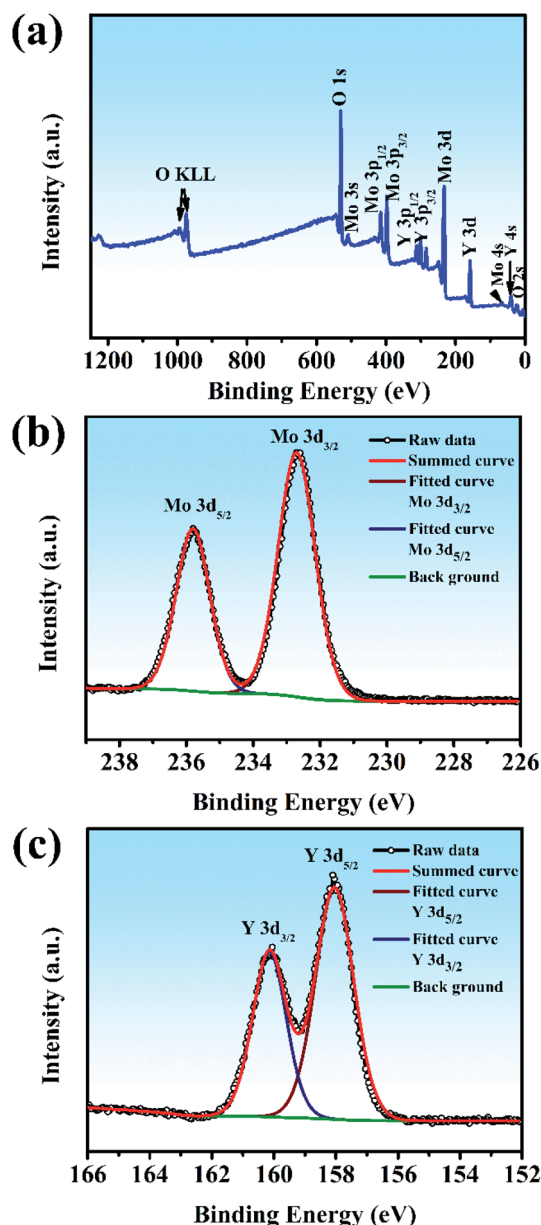 (a)
Intensity (a.u.)
O KLL
O 1s
Mo 3s
Mo 3p1/2
Mo 3p3/2
Y 3p1/2
Y 3p3/2
Mo 3d
Y 3d
Mo 4s
Y 4s
O 2s
1200 1000 800 600 400 200 0
Binding Energy (eV)
(b)
Intensity (a.u.)
Mo 3d5/2
Mo 3d3/2
Raw data
Summed curve
Fitted curve
Mo 3d3/2
Fitted curve
Mo 3d5/2
Back ground
238 236 234 232 230 228 226
Binding Energy (eV)
(c)
Intensity (a.u.)
Y 3d3/2
Y 3d5/2
Raw data
Summed curve
Fitted curve
Y 3d5/2
Fitted curve
Y 3d3/2
Back ground
166 164 162 160 158 156 154 152
Binding Energy (eV)